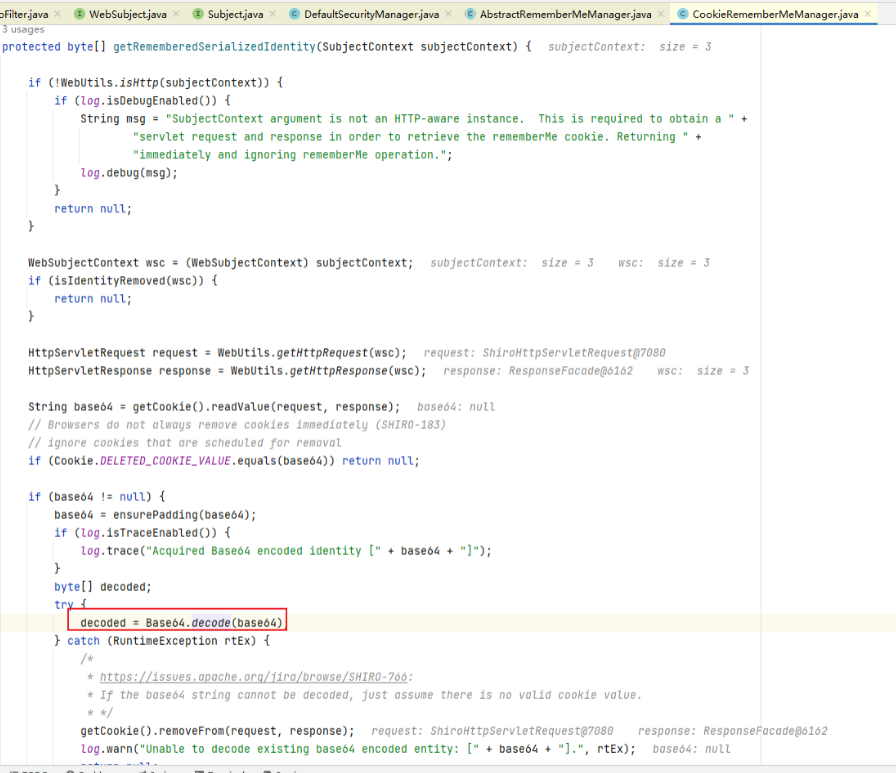 oFilter.java WebSubject.java Subject.java DefaultSecurityManager.java AbstractRememberMeManager.java CookieRememberMeManager.java
3 usages
protected byte[] getRememberedSerializedIdentity(SubjectContext subjectContext) { subjectContext: size = 3
if (!WebUtils.isHttp(subjectContext)) {
if (log.isDebugEnabled()) {
String msg = "SubjectContext argument is not an HTTP-aware instance.  This is required to obtain a " +
"servlet request and response in order to retrieve the rememberMe cookie. Returning " +
"immediately and ignoring rememberMe operation.";
log.debug(msg);
}
return null;
}
WebSubjectContext wsc = (WebSubjectContext) subjectContext; subjectContext: size = 3 wsc: size = 3
if (isIdentityRemoved(wsc)) {
return null;
}
HttpServletRequest request = WebUtils.getHttpRequest(wsc); request: ShiroHttpServletRequest@7080
HttpServletResponse response = WebUtils.getHttpResponse(wsc); response: ResponseFacade@6162 wsc: size = 3
String base64 = getCookie().readValue(request, response); base64: null
// Browsers do not always remove cookies immediately (SHIRO-183)
// ignore cookies that are scheduled for removal
if (Cookie.DELETED_COOKIE_VALUE.equals(base64)) return null;
if (base64 != null) {
base64 = ensurePadding(base64);
if (log.isTraceEnabled()) {
log.trace("Acquired Base64 encoded identity [" + base64 + "]");
}
byte[] decoded;
try {
decoded = Base64.decode(base64)
} catch (RuntimeException rtEx) {
/*
* https://issues.apache.org/jira/browse/SHIRO-766:
* If the base64 string cannot be decoded, just assume there is no valid cookie value.
* */
getCookie().removeFrom(request, response); request: ShiroHttpServletRequest@7080 response: ResponseFacade@6162
log.warn("Unable to decode existing base64 encoded entity: [" + base64 + "].", rtEx); base64: null